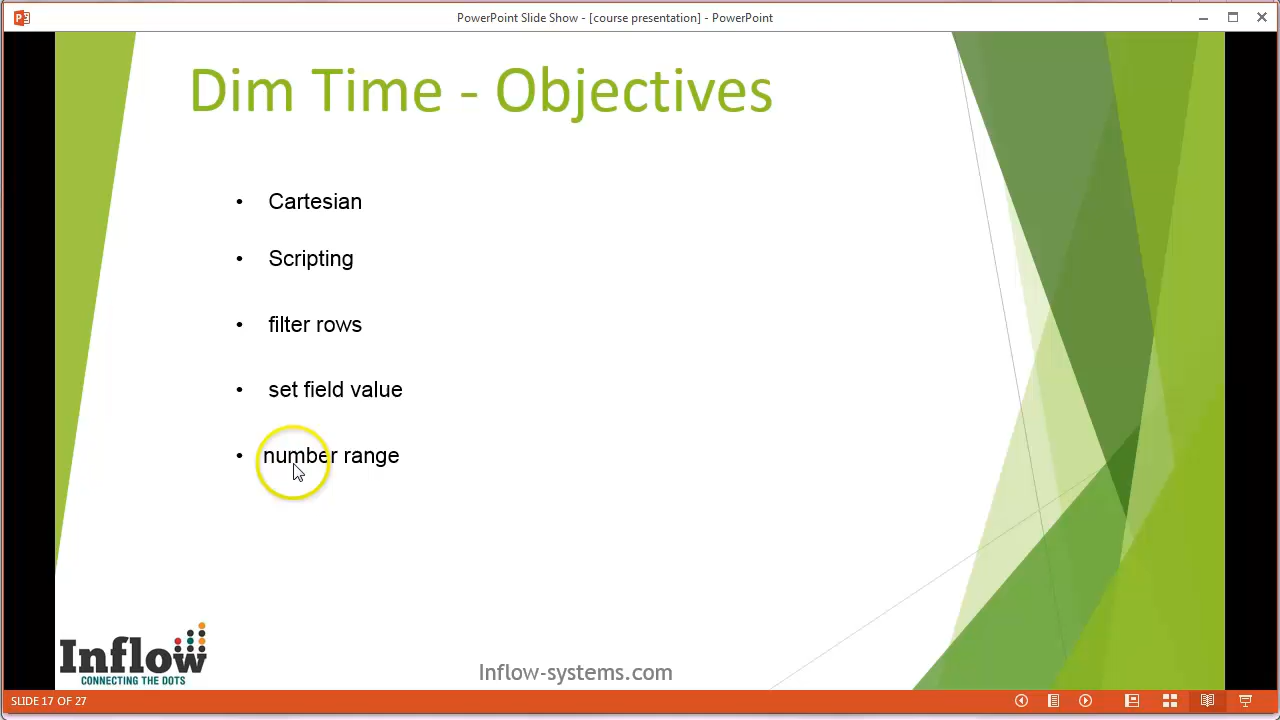 PowerPoint Slide Show - [course presentation] - PowerPoint
Dim Time - Objectives
• Cartesian
• Scripting
• filter rows
• set field value
• number range
Inflow
CONNECTING THE DOTS
Inflow-systems.com
SLIDE 17 OF 27